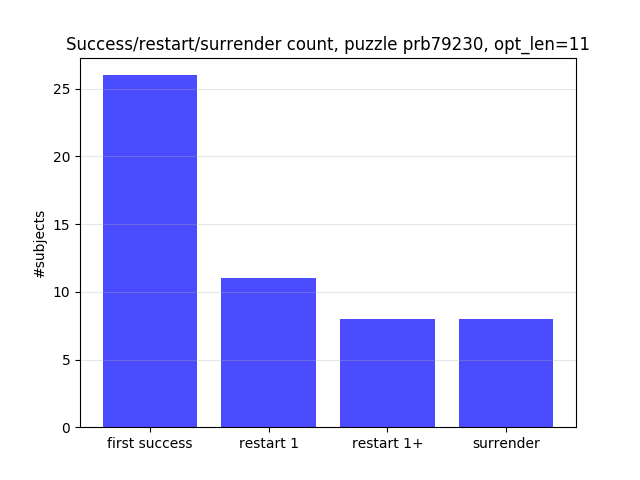 Success/restart/surrender count, puzzle prb79230, opt_len=11
25
20
15
10
5
0
#subjects
first success restart 1 restart 1+ surrender